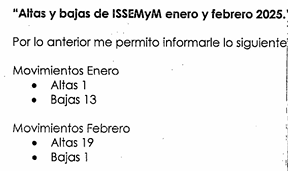 "Altas y bajas de ISSEMyM enero y febrero 2025."
Por lo anterior me permito informarle lo siguiente
Movimientos Enero
• Altas 1
• Bajas 13
Movimientos Febrero
• Altas 19
• Bajas 1